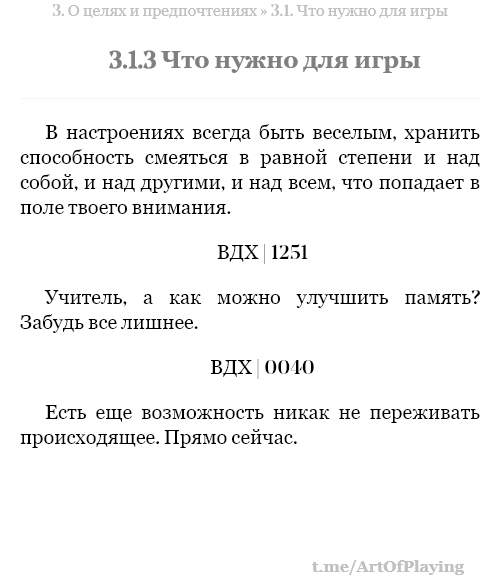 3. О целях и предпочтениях » 3.1. Что нужно для игры
3.1.3 Что нужно для игры
В настроениях всегда быть веселым, хранить
способность смеяться в равной степени и над
собой, и над другими, и над всем, что попадает в
поле твоего внимания.
ВДХ | 1251
Учитель, а как можно улучшить память?
Забудь все лишнее.
ВДХ | 0040
Есть еще возможность никак не переживать
происходящее. Прямо сейчас.
t.me/ArtOfPlaying